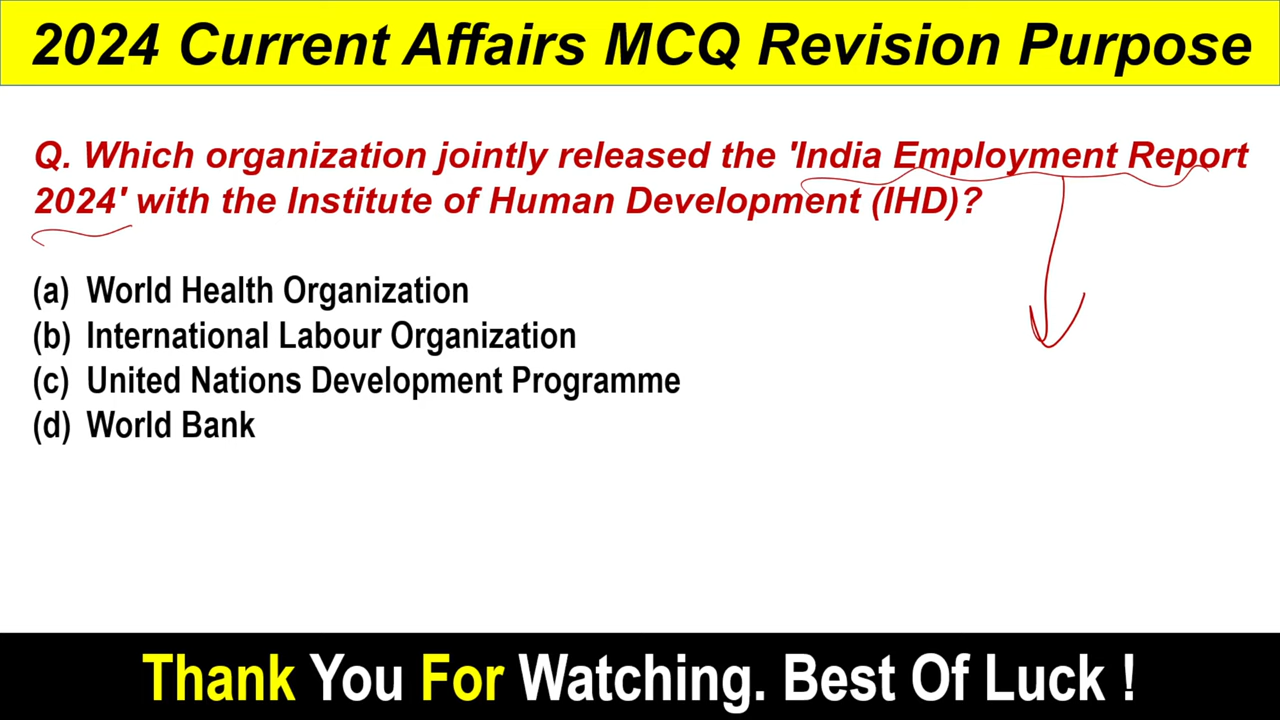 2024 Current Affairs MCQ Revision Purpose
Q. Which organization jointly released the 'India Employment Report
2024' with the Institute of Human Development (IHD)?
(a) World Health Organization
(b) International Labour Organization
(c) United Nations Development Programme
(d) World Bank
Thank You For Watching. Best Of Luck !